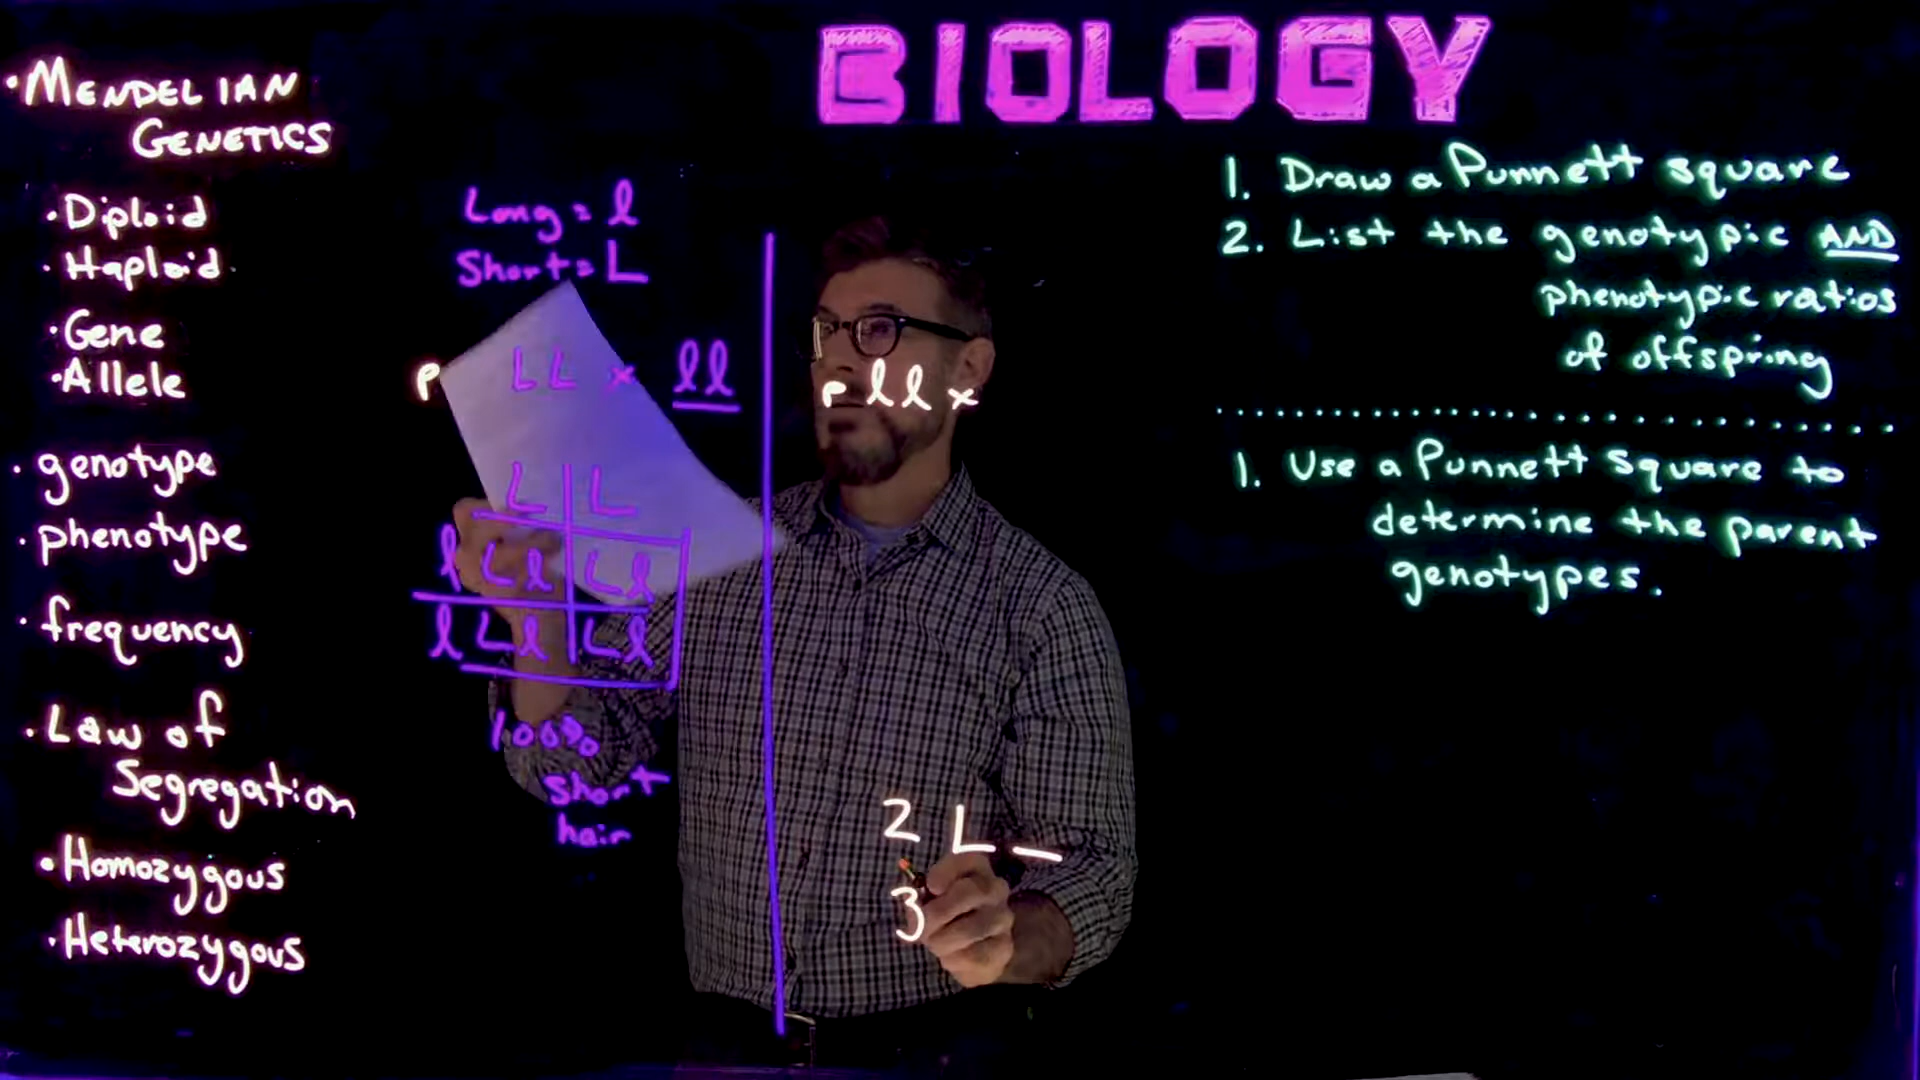 BIOLOGY
• MENDELIAN
GENETICS
• Diploid
• Haploid
• Gene
• Allele
• genotype
• phenotype
• frequency
• Law of
Segregation
• Homozygous
• Heterozygous
Long = l
Short = L
P LL x ll
L L
l Ll Ll
l Ll Ll
100%
short
hair
P ll x
2 L _
3
1. Draw a Punnett square
2. List the genotypic AND
phenotypic ratios
of offspring
1. Use a Punnett square to
determine the parent
genotypes.